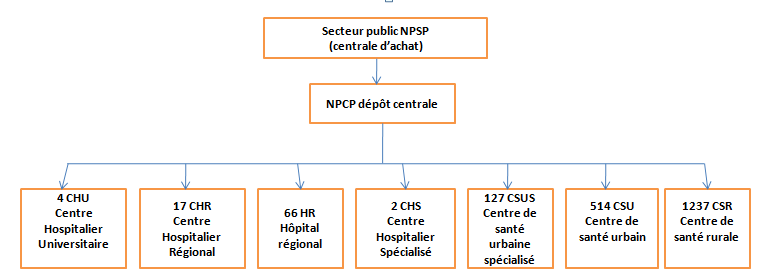 Secteur public NPSP
(centrale d'achat)
NPCP dépôt centrale
4 CHU
Centre
Hospitalier
Universitaire
17 CHR
Centre
Hospitalier
Régional
66 HR
Hôpital
régional
2 CHS
Centre
Hospitalier
Spécialisé
127 CSUS
Centre de
santé
urbaine
spécialisé
514 CSU
Centre de
santé urbain
1237 CSR
Centre de
santé rurale